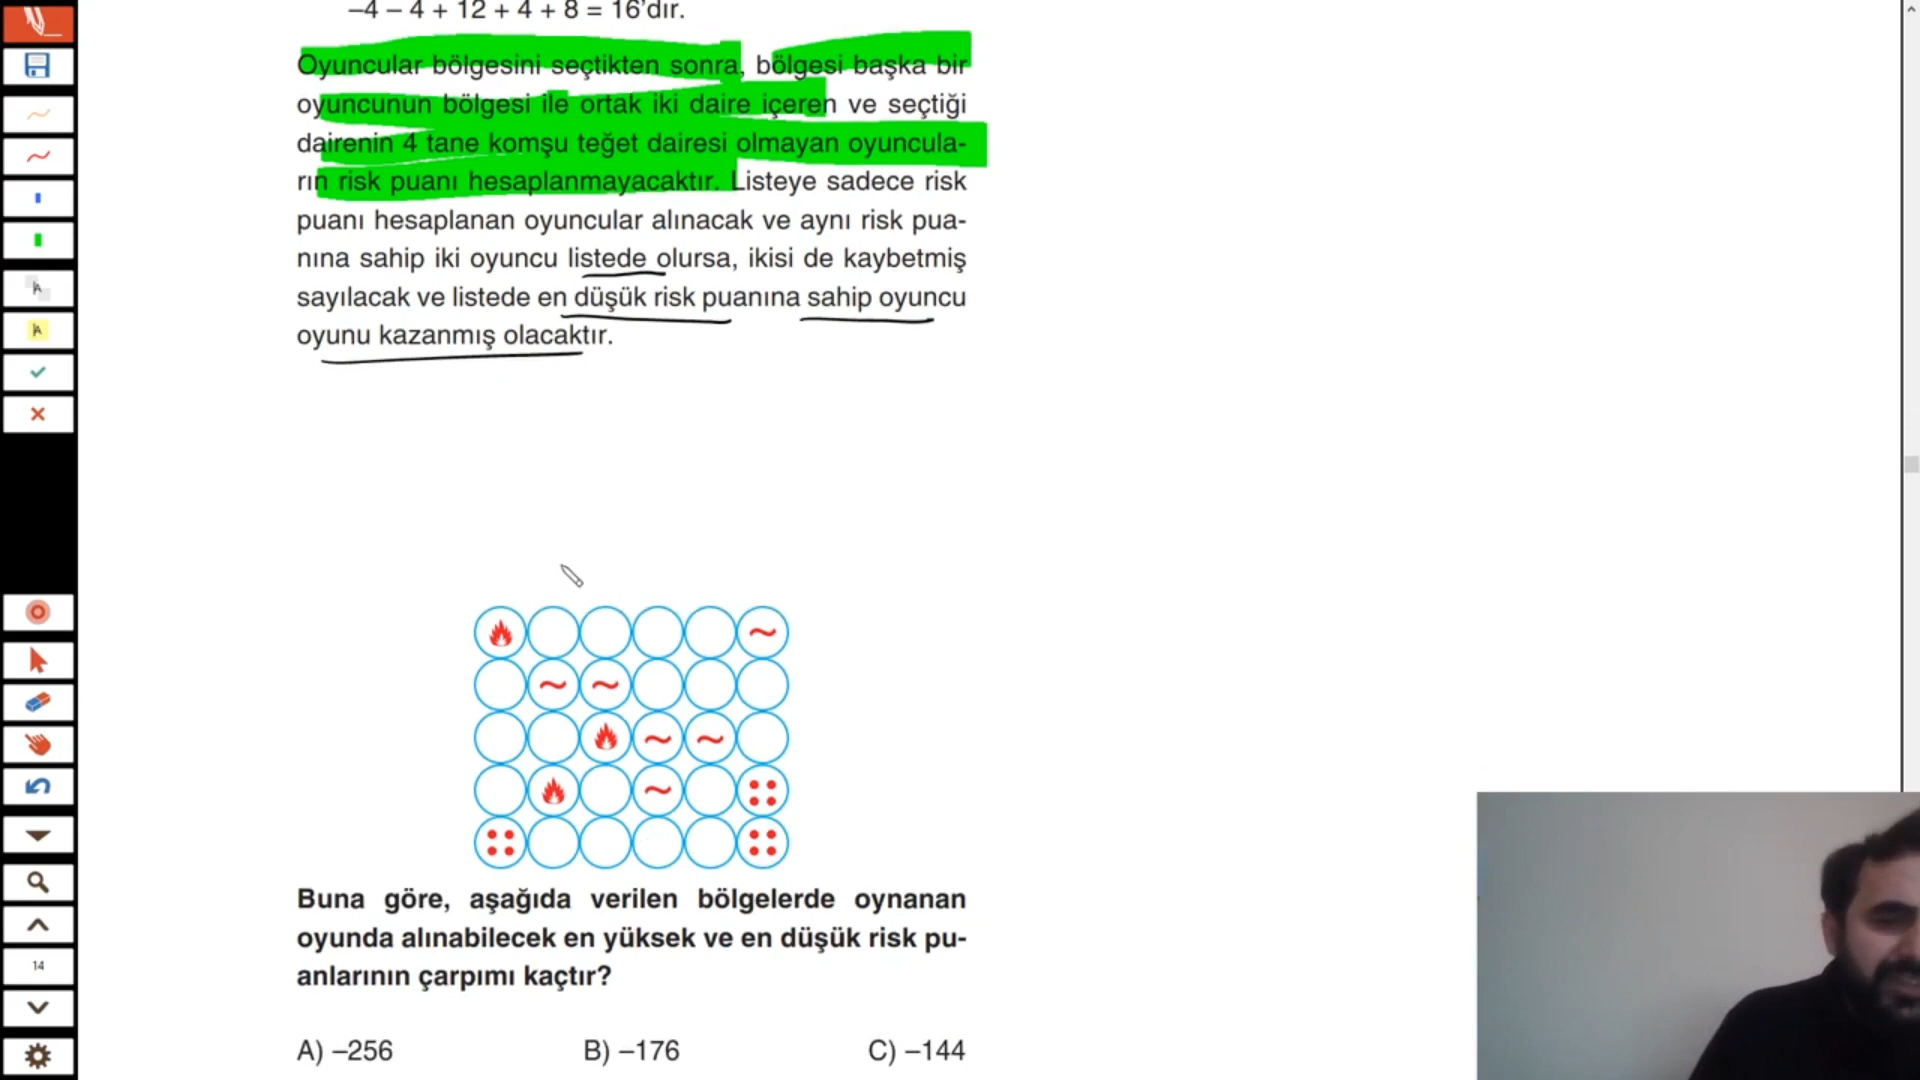 −4 − 4 + 12 + 4 + 8 = 16’dır.
Oyuncular bölgesini seçtikten sonra, bölgesi başka bir
oyuncunun bölgesi ile ortak iki daire içeren ve seçtiği
dairenin 4 tane komşu teğet dairesi olmayan oyuncula-
rın risk puanı hesaplanmayacaktır. Listeye sadece risk
puanı hesaplanan oyuncular alınacak ve aynı risk pua-
nına sahip iki oyuncu listede olursa, ikisi de kaybetmiş
sayılacak ve listede en düşük risk puanına sahip oyuncu
oyunu kazanmış olacaktır.
Buna göre, aşağıda verilen bölgelerde oynanan
oyunda alınabilecek en yüksek ve en düşük risk pu-
anlarının çarpımı kaçtır?
A) −256 B) −176 C) −144
14